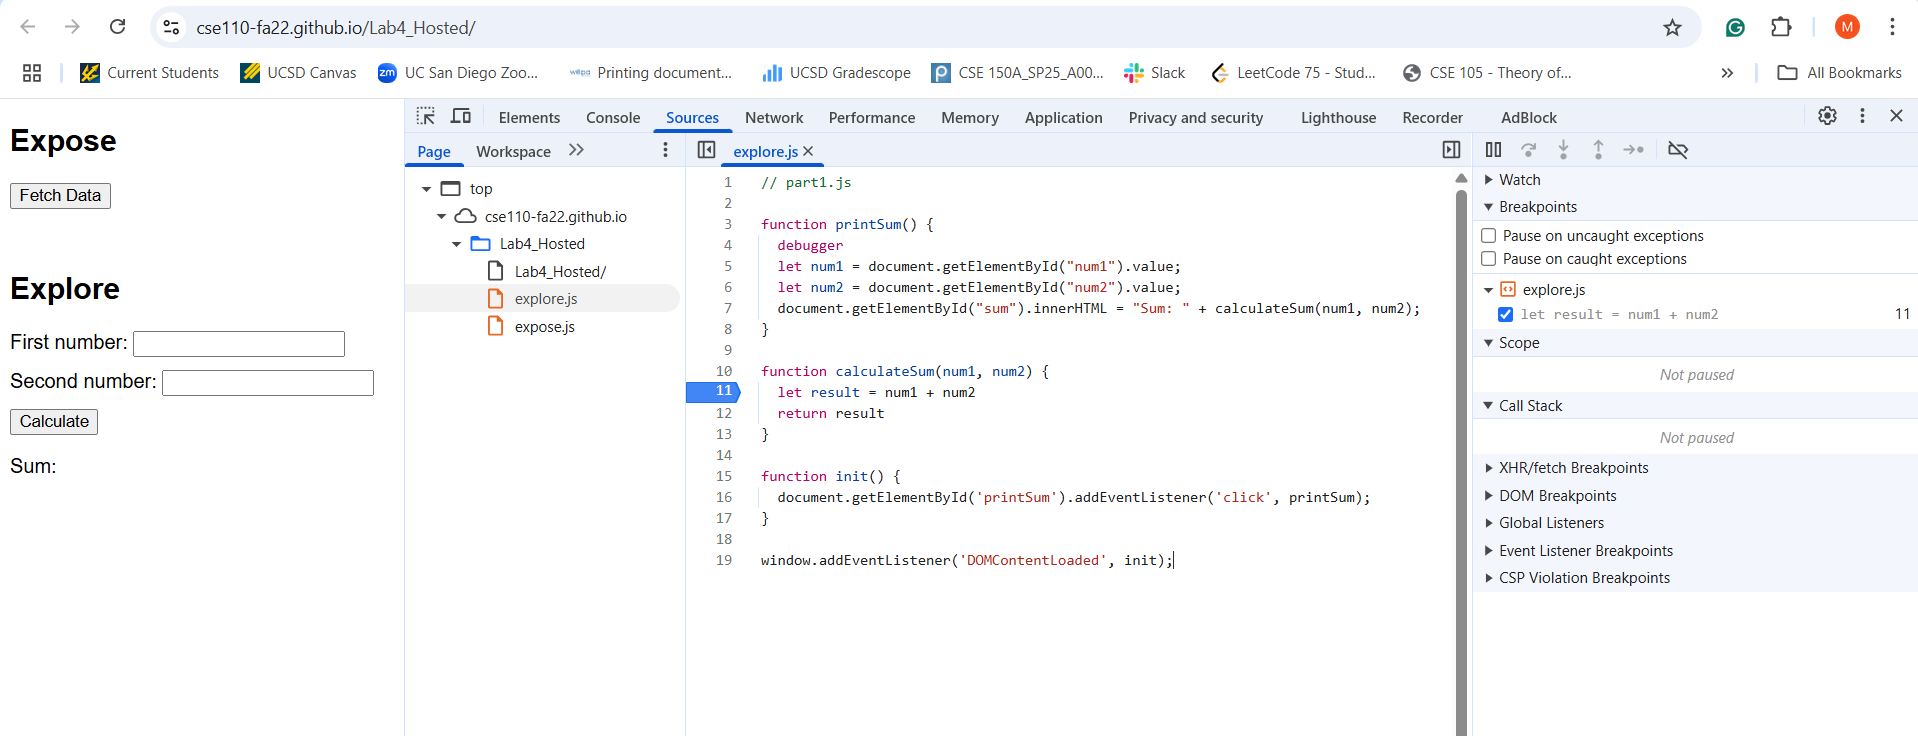 cse110-fa22.github.io/Lab4_Hosted/
M
Current Students
UCSD Canvas
zm UC San Diego Zoo...
Printing document...
UCSD Gradescope
CSE 150A_SP25_A00...
Slack
LeetCode 75 - Stud...
CSE 105 - Theory of...
All Bookmarks
Expose
Fetch Data
Explore
First number:
Second number:
Calculate
Sum:
Elements Console Sources Network Performance Memory Application Privacy and security Lighthouse Recorder AdBlock
Page Workspace
top
cse110-fa22.github.io
Lab4_Hosted
Lab4_Hosted/
explore.js
expose.js
explore.js
1 // part1.js
2
3 function printSum() {
4 debugger
5 let num1 = document.getElementById("num1").value;
6 let num2 = document.getElementById("num2").value;
7 document.getElementById("sum").innerHTML = "Sum: " + calculateSum(num1, num2);
8 }
9
10 function calculateSum(num1, num2) {
11 let result = num1 + num2
12 return result
13 }
14
15 function init() {
16 document.getElementById('printSum').addEventListener('click', printSum);
17 }
18
19 window.addEventListener('DOMContentLoaded', init);
Watch
Breakpoints
Pause on uncaught exceptions
Pause on caught exceptions
explore.js
let result = num1 + num2 11
Scope
Not paused
Call Stack
Not paused
XHR/fetch Breakpoints
DOM Breakpoints
Global Listeners
Event Listener Breakpoints
CSP Violation Breakpoints